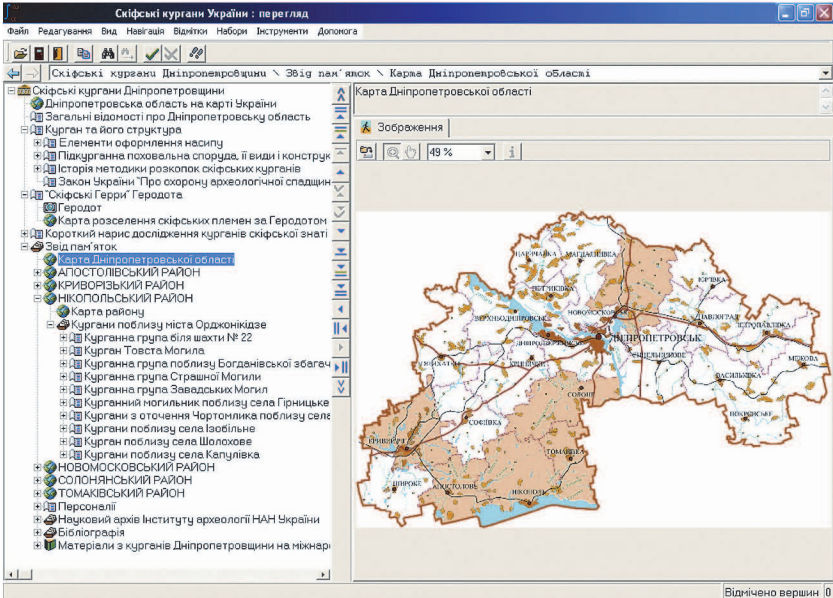 Скіфські кургани України : перегляд
Файл Редагування Вид Навігація Відмітки Набори Інструменти Допомога
Скіфські кургани Дніпропетровщини \ Звід пам'яток \ Карта Дніпропетровської області
Скіфські кургани Дніпропетровщини
Дніпропетровська область на карті України
Загальні відомості про Дніпропетровську область
Курган та його структура
Елементи оформлення насипу
Підкурганна поховальна споруда, її види і конструк
Історія методики розкопок скіфських курганів
Закон України "Про охорону археологічної спадщин
"Скіфські Герри" Геродота
Геродот
Карта розселення скіфських племен за Геродотом
Короткий нарис дослідження курганів скіфської знаті
Звід пам'яток
Карта Дніпропетровської області
АПОСТОЛІВСЬКИЙ РАЙОН
КРИВОРІЗЬКИЙ РАЙОН
НІКОПОЛЬСЬКИЙ РАЙОН
Карта району
Кургани поблизу міста Орджонікідзе
Курганна група біля шахти № 22
Курган Товста Могила
Курганна група поблизу Богданівської збагач
Курганна група Страшної Могили
Курганна група Завадських Могил
Курганний могильник поблизу села Гірницьке
Кургани з оточення Чортомлика поблизу села
Кургани поблизу села Ізобільне
Курган поблизу села Шолохове
Кургани поблизу села Капулівка
НОВОМОСКОВСЬКИЙ РАЙОН
СОЛОНЯНСЬКИЙ РАЙОН
ТОМАКІВСЬКИЙ РАЙОН
Персоналії
Науковий архів Інституту археології НАН України
Бібліографія
Матеріали з курганів Дніпропетровщини на міжнар
Карта Дніпропетровської області
Зображення
49 %
ЦАРИЧАНКА
МАГДАЛИНІВКА
ЮР'ЇВКА
ПЕТРИКІВКА
ВЕРХНЬОДНІПРОВСЬК
НОВОМОСКОВСЬК
ПАВЛОГРАД
ПЕТРОПАВЛІВКА
ДНІПРОДЗЕРЖИНСЬК
ДНІПРОПЕТРОВСЬК
СИНЕЛЬНИКОВЕ
МЕЖОВА
ВАСИЛЬКІВКА
СОЛОНЕ
ПОКРОВСЬКЕ
СОФІЇВКА
КРИВИЙ РІГ
ТОМАКІВКА
ШИРОКЕ
АПОСТОЛОВЕ
НІКОПОЛЬ
Відмічено вершин 0